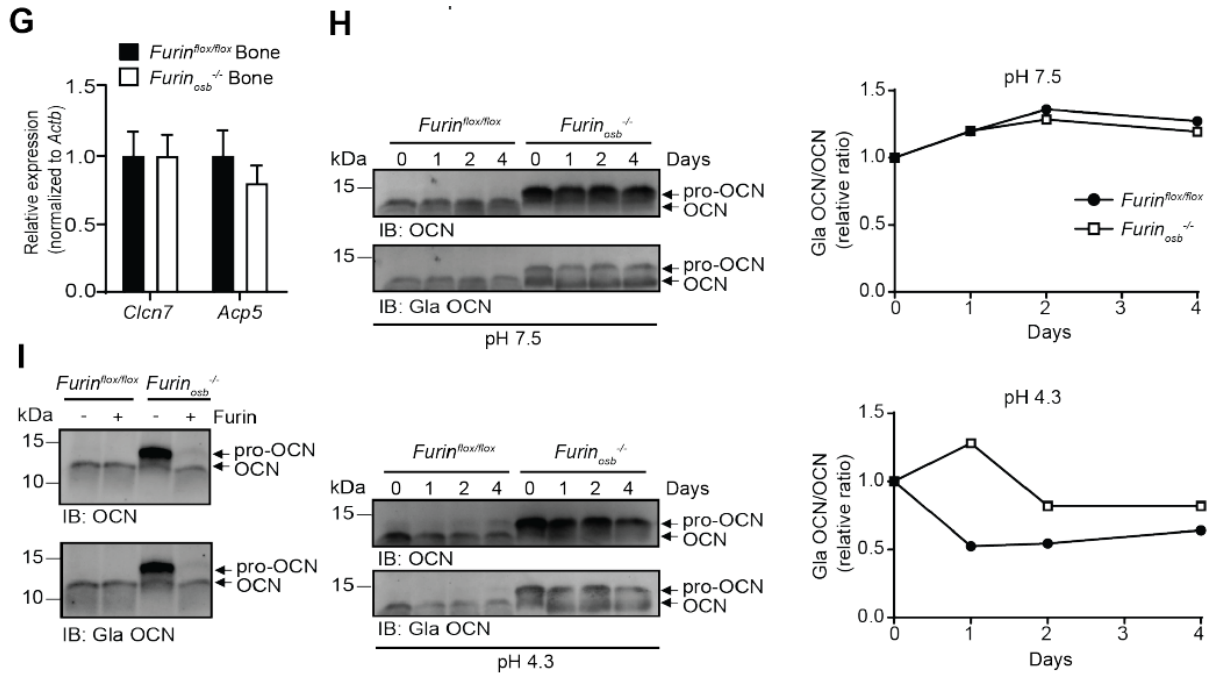 G
Furin^flox/flox Bone
Furin_osb^-/- Bone
Relative expression
(normalized to Actb)
1.5
1.0
0.5
0.0
Clcn7 Acp5
H
Furin^flox/flox Furin_osb^-/-
kDa 0 1 2 4 0 1 2 4 Days
15
pro-OCN
OCN
IB: OCN
15
pro-OCN
OCN
IB: Gla OCN
pH 7.5
pH 7.5
Gla OCN/OCN
(relative ratio)
1.5
1.0
0.5
0.0
Furin^flox/flox
Furin_osb^-/-
0 1 2 3 4
Days
I
Furin^flox/flox Furin_osb^-/-
kDa - + - + Furin
15
pro-OCN
OCN
10
IB: OCN
15
pro-OCN
OCN
10
IB: Gla OCN
Furin^flox/flox Furin_osb^-/-
kDa 0 1 2 4 0 1 2 4 Days
15
pro-OCN
OCN
IB: OCN
15
pro-OCN
OCN
IB: Gla OCN
pH 4.3
pH 4.3
Gla OCN/OCN
(relative ratio)
1.5
1.0
0.5
0.0
0 1 2 3 4
Days